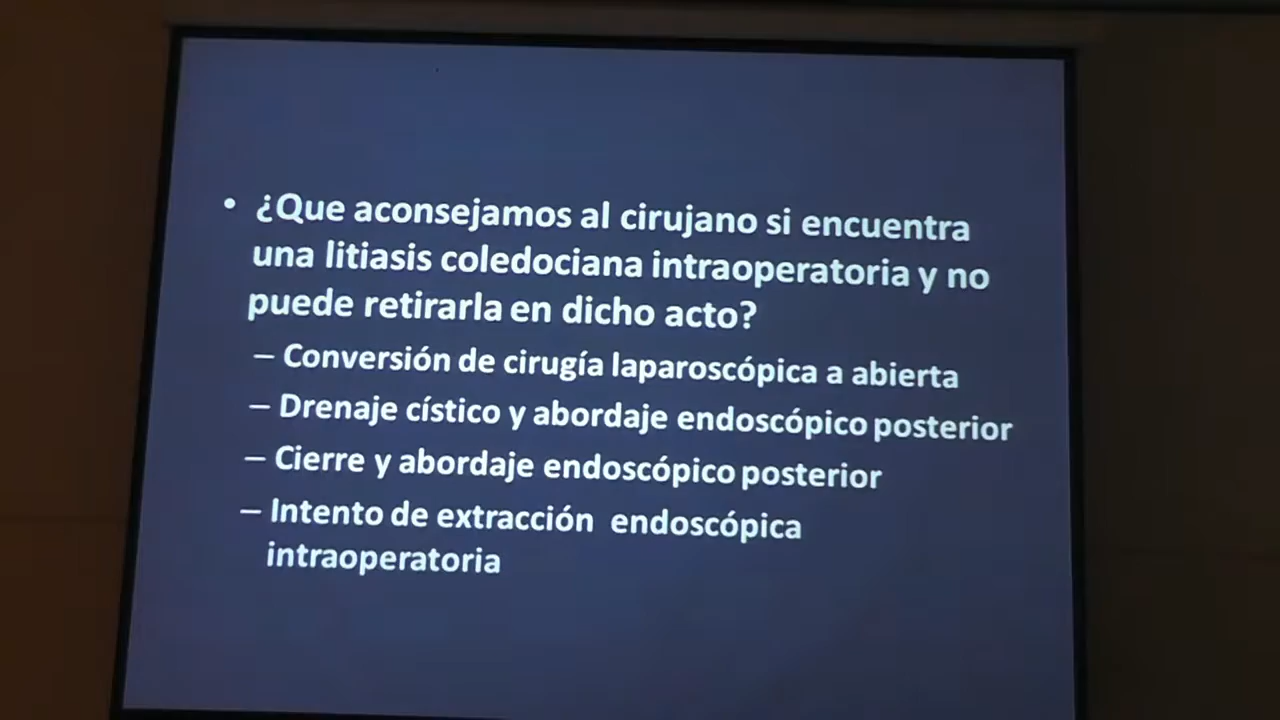 • ¿Que aconsejamos al cirujano si encuentra
una litiasis coledociana intraoperatoria y no
puede retirarla en dicho acto?
– Conversión de cirugía laparoscópica a abierta
– Drenaje cístico y abordaje endoscópico posterior
– Cierre y abordaje endoscópico posterior
– Intento de extracción endoscópica
intraoperatoria